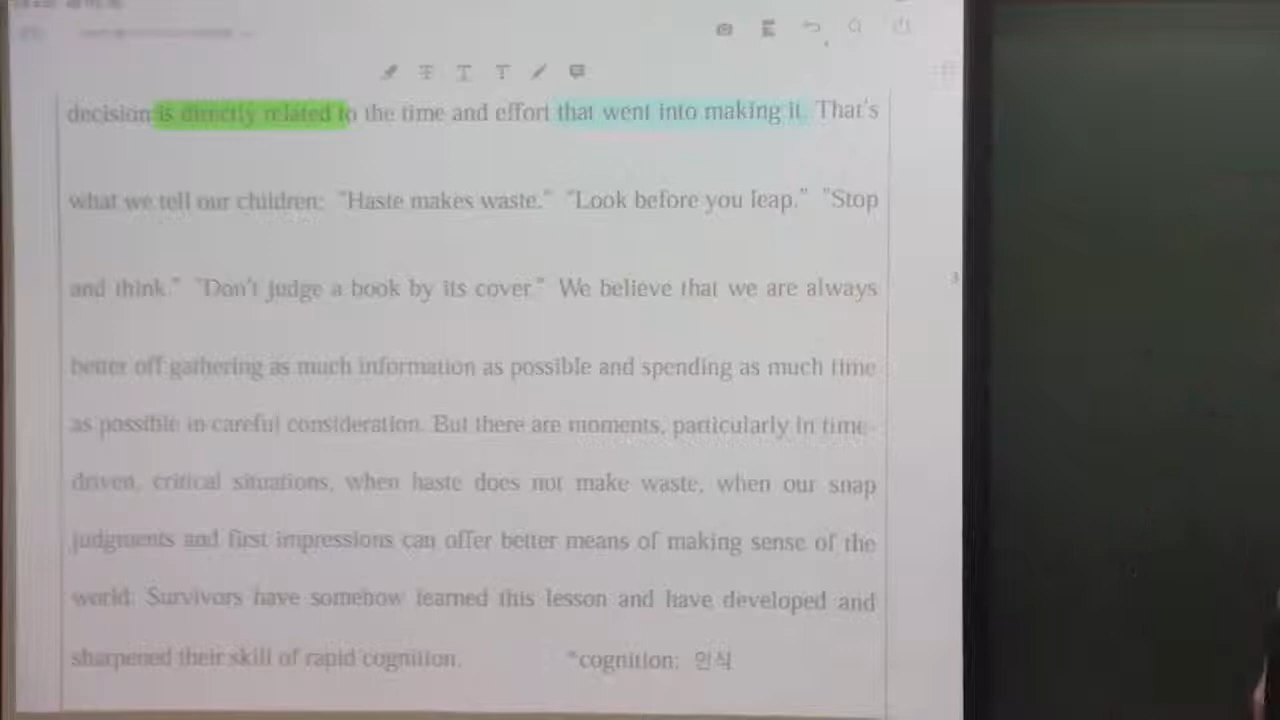 decision is directly related to the time and effort that went into making it. That's
what we tell our children: "Haste makes waste." "Look before you leap." "Stop
and think." "Don't judge a book by its cover." We believe that we are always
better off gathering as much information as possible and spending as much time
as possible in careful consideration. But there are moments, particularly in time-
driven, critical situations, when haste does not make waste, when our snap
judgments and first impressions can offer better means of making sense of the
world. Survivors have somehow learned this lesson and have developed and
sharpened their skill of rapid cognition. *cognition: 인식